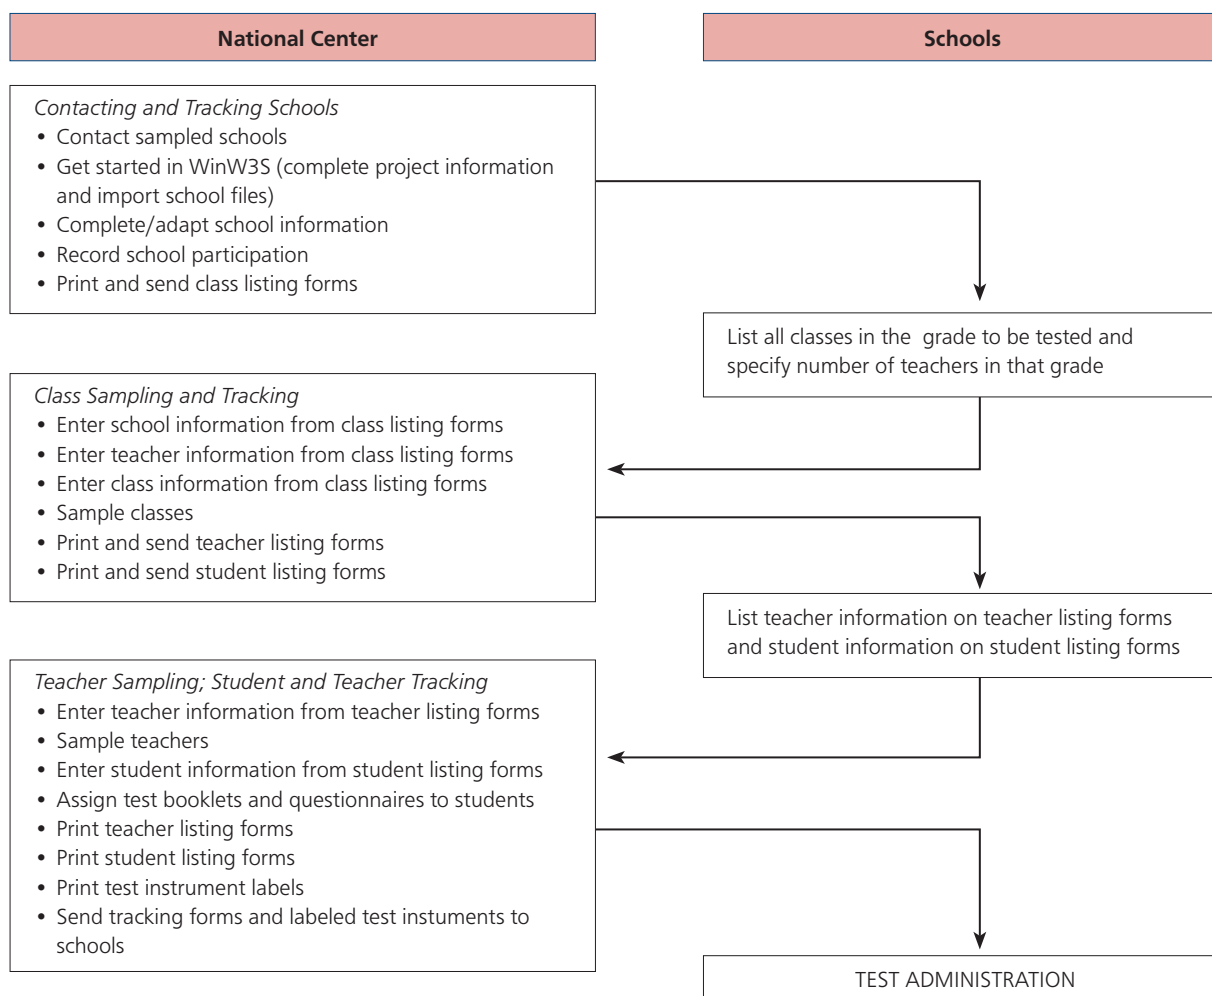 National Center
Schools
Contacting and Tracking Schools
• Contact sampled schools
• Get started in WinW3S (complete project information
and import school files)
• Complete/adapt school information
• Record school participation
• Print and send class listing forms
List all classes in the grade to be tested and
specify number of teachers in that grade
Class Sampling and Tracking
• Enter school information from class listing forms
• Enter teacher information from class listing forms
• Enter class information from class listing forms
• Sample classes
• Print and send teacher listing forms
• Print and send student listing forms
List teacher information on teacher listing forms
and student information on student listing forms
Teacher Sampling; Student and Teacher Tracking
• Enter teacher information from teacher listing forms
• Sample teachers
• Enter student information from student listing forms
• Assign test booklets and questionnaires to students
• Print teacher listing forms
• Print student listing forms
• Print test instrument labels
• Send tracking forms and labeled test instuments to
schools
TEST ADMINISTRATION